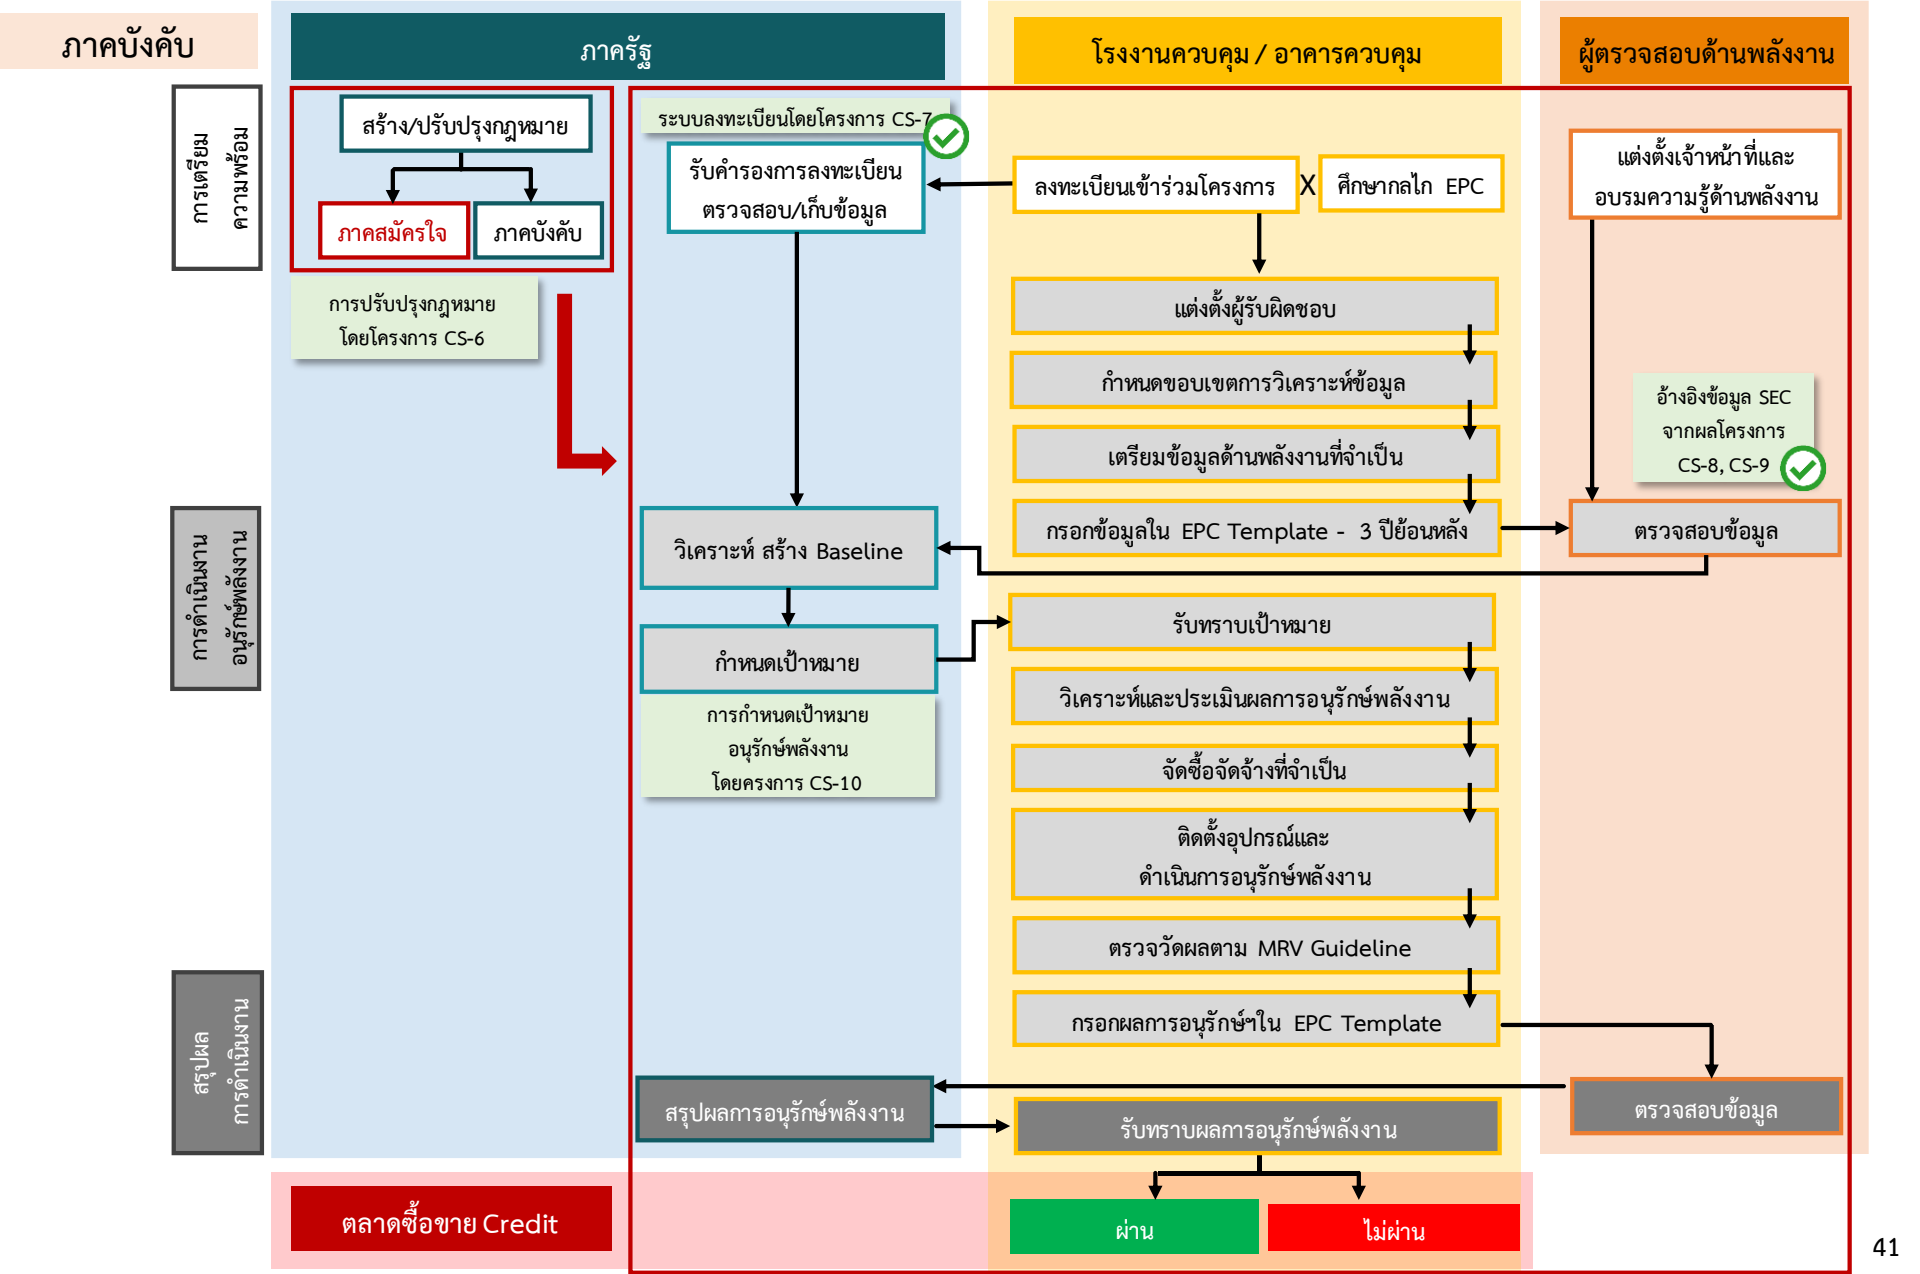 ภาคบังคับ
ภาครัฐ
โรงงานควบคุม / อาคารควบคุม
ผู้ตรวจสอบด้านพลังงาน
การเตรียม
ความพร้อม
สร้าง/ปรับปรุงกฎหมาย
ภาคสมัครใจ
ภาคบังคับ
การปรับปรุงกฎหมาย
โดยโครงการ CS-6
ระบบลงทะเบียนโดยโครงการ CS-7
รับคำรองการลงทะเบียน
ตรวจสอบ/เก็บข้อมูล
ลงทะเบียนเข้าร่วมโครงการ
X
ศึกษากลไก EPC
แต่งตั้งเจ้าหน้าที่และ
อบรมความรู้ด้านพลังงาน
แต่งตั้งผู้รับผิดชอบ
กำหนดขอบเขตการวิเคราะห์ข้อมูล
เตรียมข้อมูลด้านพลังงานที่จำเป็น
อ้างอิงข้อมูล SEC
จากผลโครงการ
CS-8, CS-9
การดำเนินงาน
อนุรักษ์พลังงาน
วิเคราะห์ สร้าง Baseline
กรอกข้อมูลใน EPC Template - 3 ปีย้อนหลัง
ตรวจสอบข้อมูล
กำหนดเป้าหมาย
การกำหนดเป้าหมาย
อนุรักษ์พลังงาน
โดยครงการ CS-10
รับทราบเป้าหมาย
วิเคราะห์และประเมินผลการอนุรักษ์พลังงาน
จัดซื้อจัดจ้างที่จำเป็น
ติดตั้งอุปกรณ์และ
ดำเนินการอนุรักษ์พลังงาน
ตรวจวัดผลตาม MRV Guideline
กรอกผลการอนุรักษ์ฯใน EPC Template
สรุปผล
การดำเนินงาน
สรุปผลการอนุรักษ์พลังงาน
รับทราบผลการอนุรักษ์พลังงาน
ตรวจสอบข้อมูล
ตลาดซื้อขาย Credit
ผ่าน
ไม่ผ่าน
41